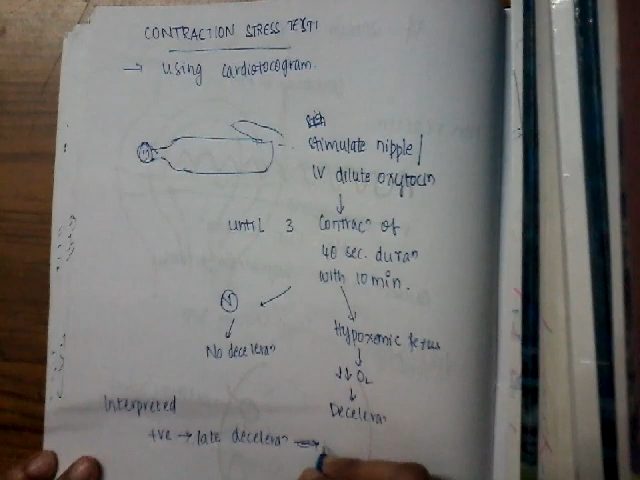 CONTRACTION STRESS TEST
→ Using cardiotocogram.
stimulate nipple/
IV dilute oxytocin
↓
until 3 Contracn of
40 sec. duran
with 10 min.
N
↓
No deceleran
Hypoxemic fetus
↓
↓↓ O2
↓
Deceleran
Interpreted
+ve → late deceleran